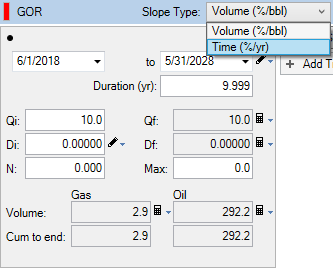 GOR Slope Type: Volume (%/bbl)
Volume (%/bbl)
Time (%/yr)
6/1/2018 to 5/31/2028
+ Add
Duration (yr): 9.999
Qi: 10.0 Qf: 10.0
Di: 0.00000 Df: 0.00000
N: 0.000 Max: 0.0
Gas Oil
Volume: 2.9 292.2
Cum to end: 2.9 292.2